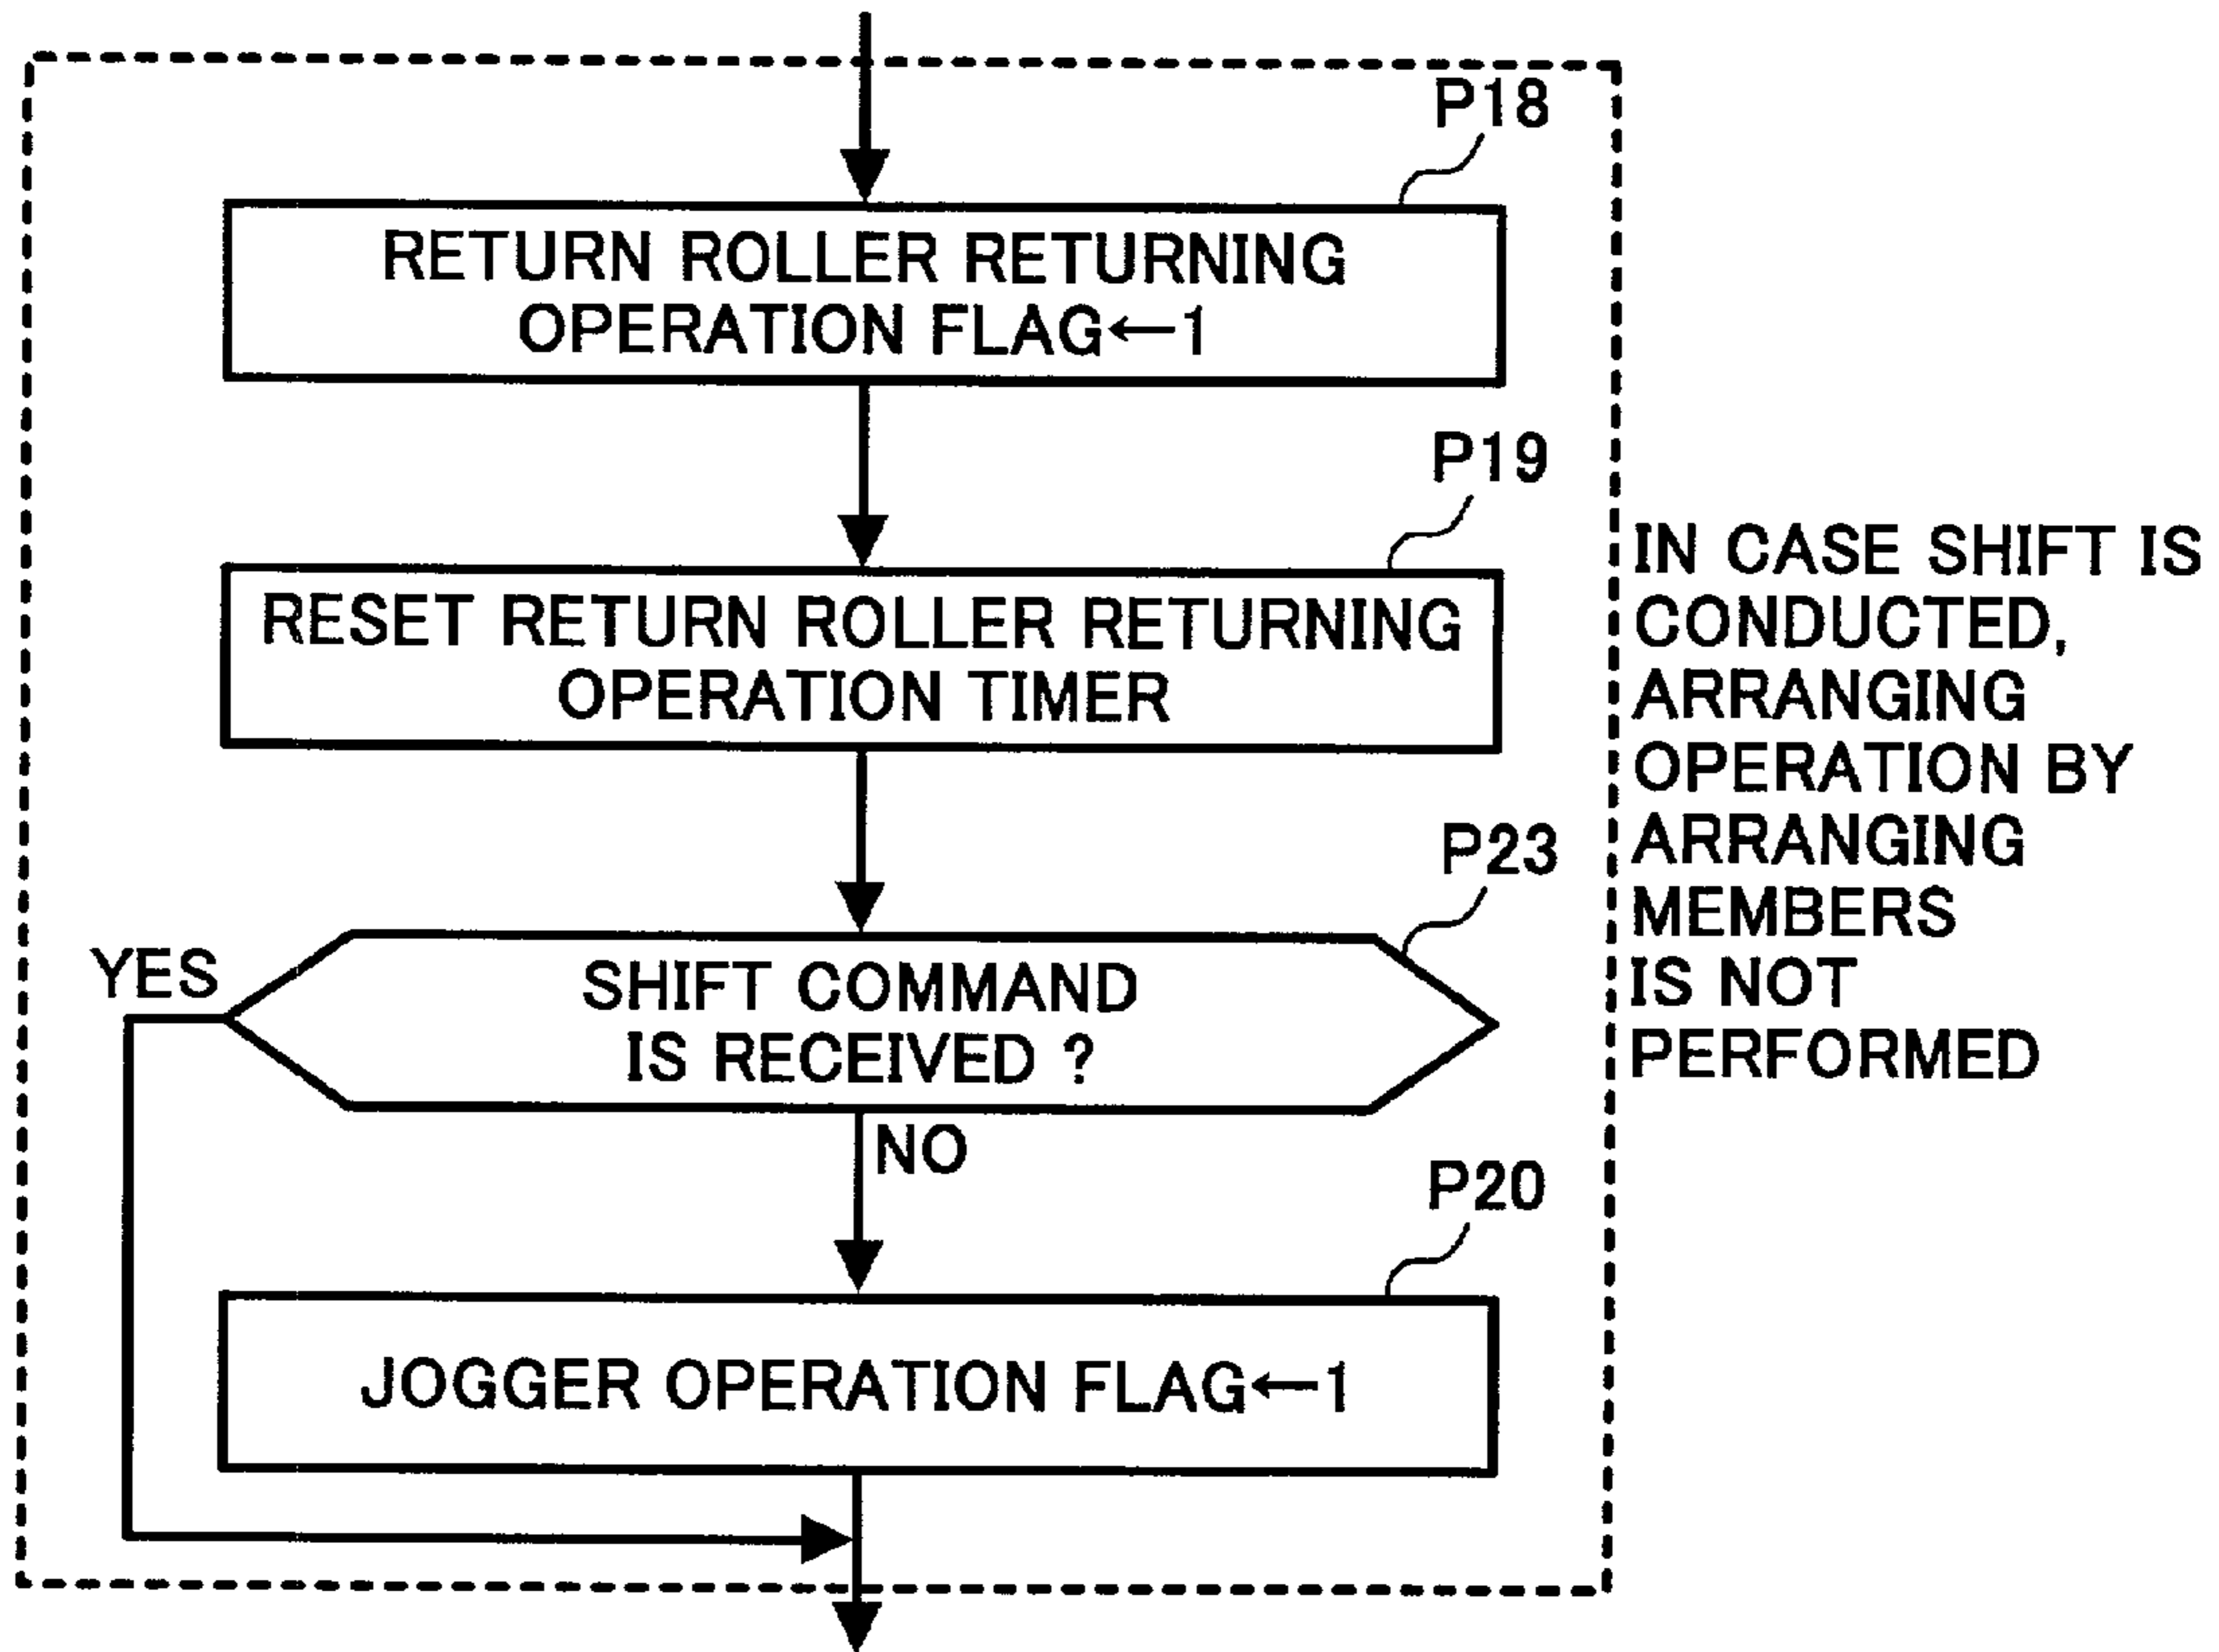 P18
RETURN ROLLER RETURNING
OPERATION FLAG←1
P19
RESET RETURN ROLLER RETURNING
OPERATION TIMER
P23
YES
SHIFT COMMAND
IS RECEIVED ?
NO
P20
JOGGER OPERATION FLAG←1
IN CASE SHIFT IS
CONDUCTED,
ARRANGING
OPERATION BY
ARRANGING
MEMBERS
IS NOT
PERFORMED